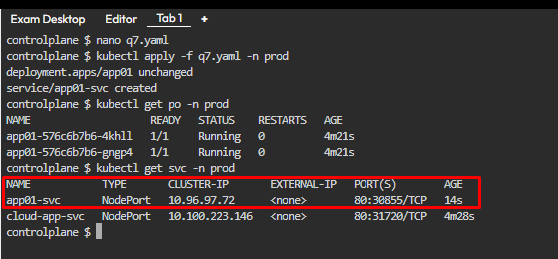 Exam Desktop Editor Tab 1 +
controlplane $ nano q7.yaml
controlplane $ kubectl apply -f q7.yaml -n prod
deployment.apps/app01 unchanged
service/app01-svc created
controlplane $ kubectl get po -n prod
NAME READY STATUS RESTARTS AGE
app01-576c6b7b6-4khll 1/1 Running 0 4m21s
app01-576c6b7b6-gngp4 1/1 Running 0 4m21s
controlplane $ kubectl get svc -n prod
NAME TYPE CLUSTER-IP EXTERNAL-IP PORT(S) AGE
app01-svc NodePort 10.96.97.72 <none> 80:30855/TCP 14s
cloud-app-svc NodePort 10.100.223.146 <none> 80:31720/TCP 4m28s
controlplane $